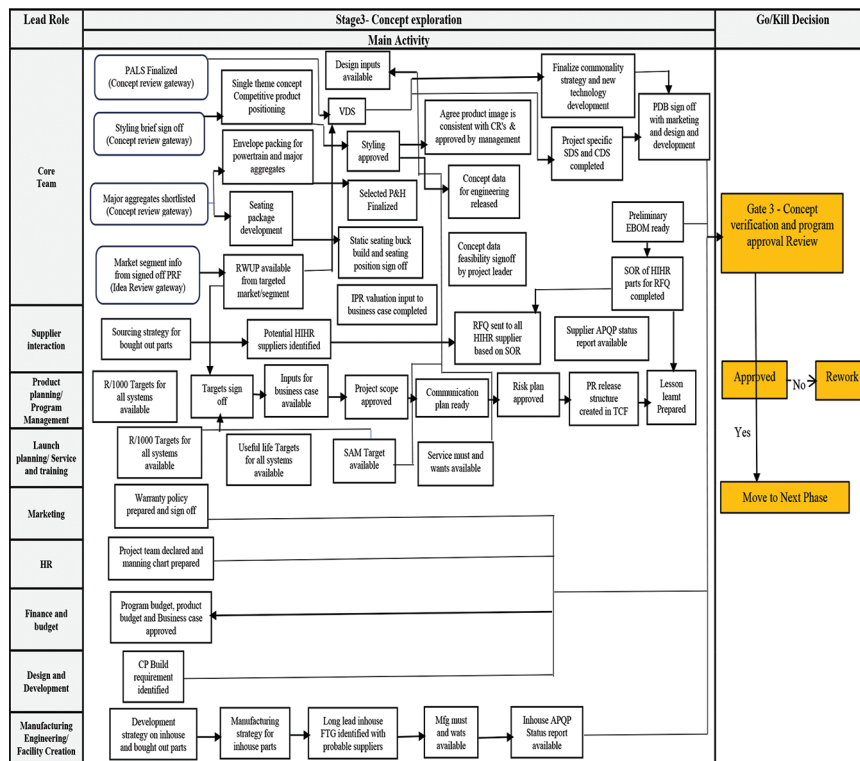 Lead Role
Stage3- Concept exploration
Go/Kill Decision
Main Activity
Core
Team
PALS Finalized
(Concept review gateway)
Single theme concept
Competitive product
positioning
Design inputs
available
VDS
Finalize commonality
strategy and new
technology
development
PDB sign off
with marketing
and design and
development
Styling brief sign off
(Concept review gateway)
Envelope packing for
powertrain and major
aggregates
Styling
approved
Agree product image is
consistent with CR's &
approved by management
Project specific
SDS and CDS
completed
Major aggregates shortlisted
(Concept review gateway)
Seating
package
development
Selected P&H
Finalized
Concept data
for engineering
released
Preliminary
EBOM ready
Market segment info
from signed off PRF
(Idea Review gateway)
RWUP available
from targeted
market/segment
Static seating buck
build and seating
position sign off
Concept data
feasibility signoff
by project leader
SOR of HIHR
parts for RFQ
completed
IPR valuation input to
business case completed
Gate 3 - Concept
verification and program
approval Review
Supplier
interaction
Sourcing strategy for
bought out parts
Potential HIHR
suppliers identified
RFQ sent to all
HIHR supplier
based on SOR
Supplier APQP status
report available
Product
planning/
Program
Management
R/1000 Targets for
all systems
available
Targets sign
off
Inputs for
business case
available
Project scope
approved
Communication
plan ready
Risk plan
approved
PR release
structure
created in TCF
Lesson
learnt
Prepared
Approved
No
Rework
Launch
planning/ Service
and training
R/1000 Targets for
all systems
available
Useful life Targets
for all systems
available
SAM Target
available
Service must and
wants available
Yes
Marketing
Warranty policy
prepared and sign off
Move to Next Phase
HR
Project team declared and
manning chart prepared
Finance and
budget
Program budget, product
budget and Business case
approved
Design and
Development
CP Build
requirement
identified
Manufacturing
Engineering/
Facility Creation
Development
strategy on inhouse
and bought out parts
Manufacturing
strategy for
inhouse parts
Long lead inhouse
FTG identified with
probable suppliers
Mfg must
and wats
available
Inhouse APQP
Status report
available